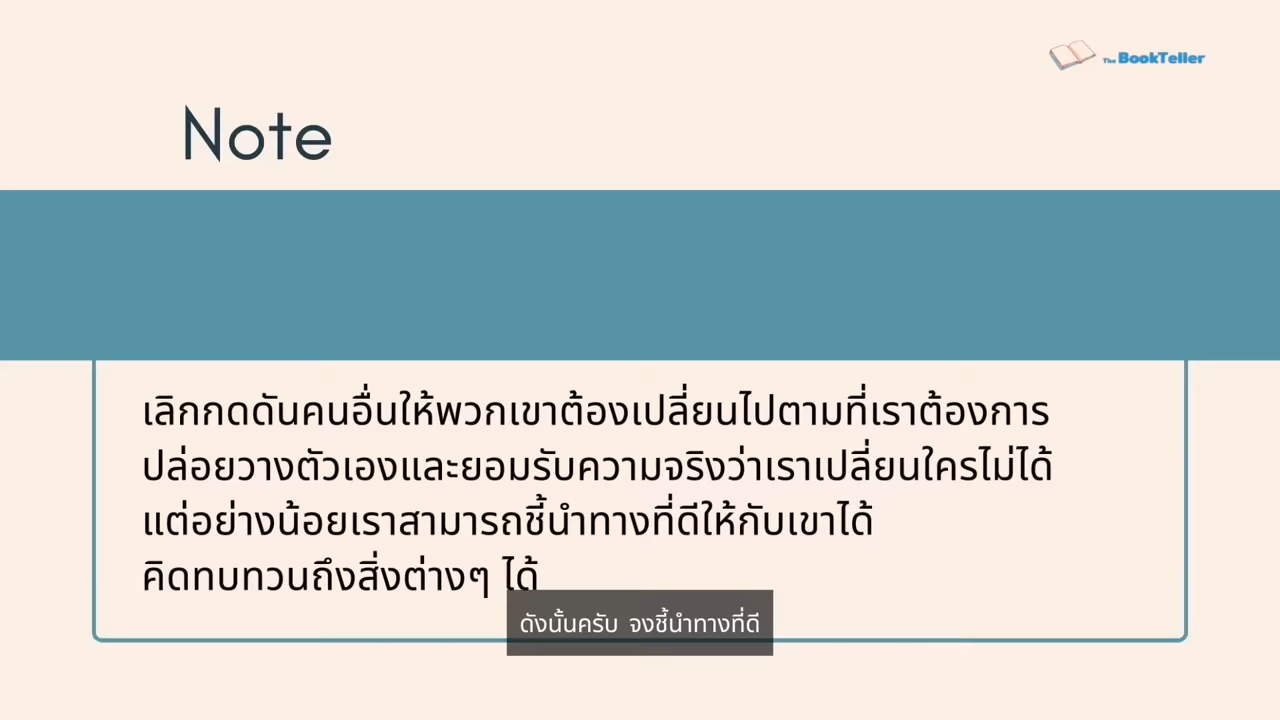 The BookTeller
Note
เลิกกดดันคนอื่นให้พวกเขาต้องเปลี่ยนไปตามที่เราต้องการ
ปล่อยวางตัวเองและยอมรับความจริงว่าเราเปลี่ยนใครไม่ได้
แต่อย่างน้อยเราสามารถชี้นำทางที่ดีให้กับเขาได้
คิดทบทวนถึงสิ่งต่างๆ ได้
ดังนั้นครับ จงชี้นำทางที่ดี